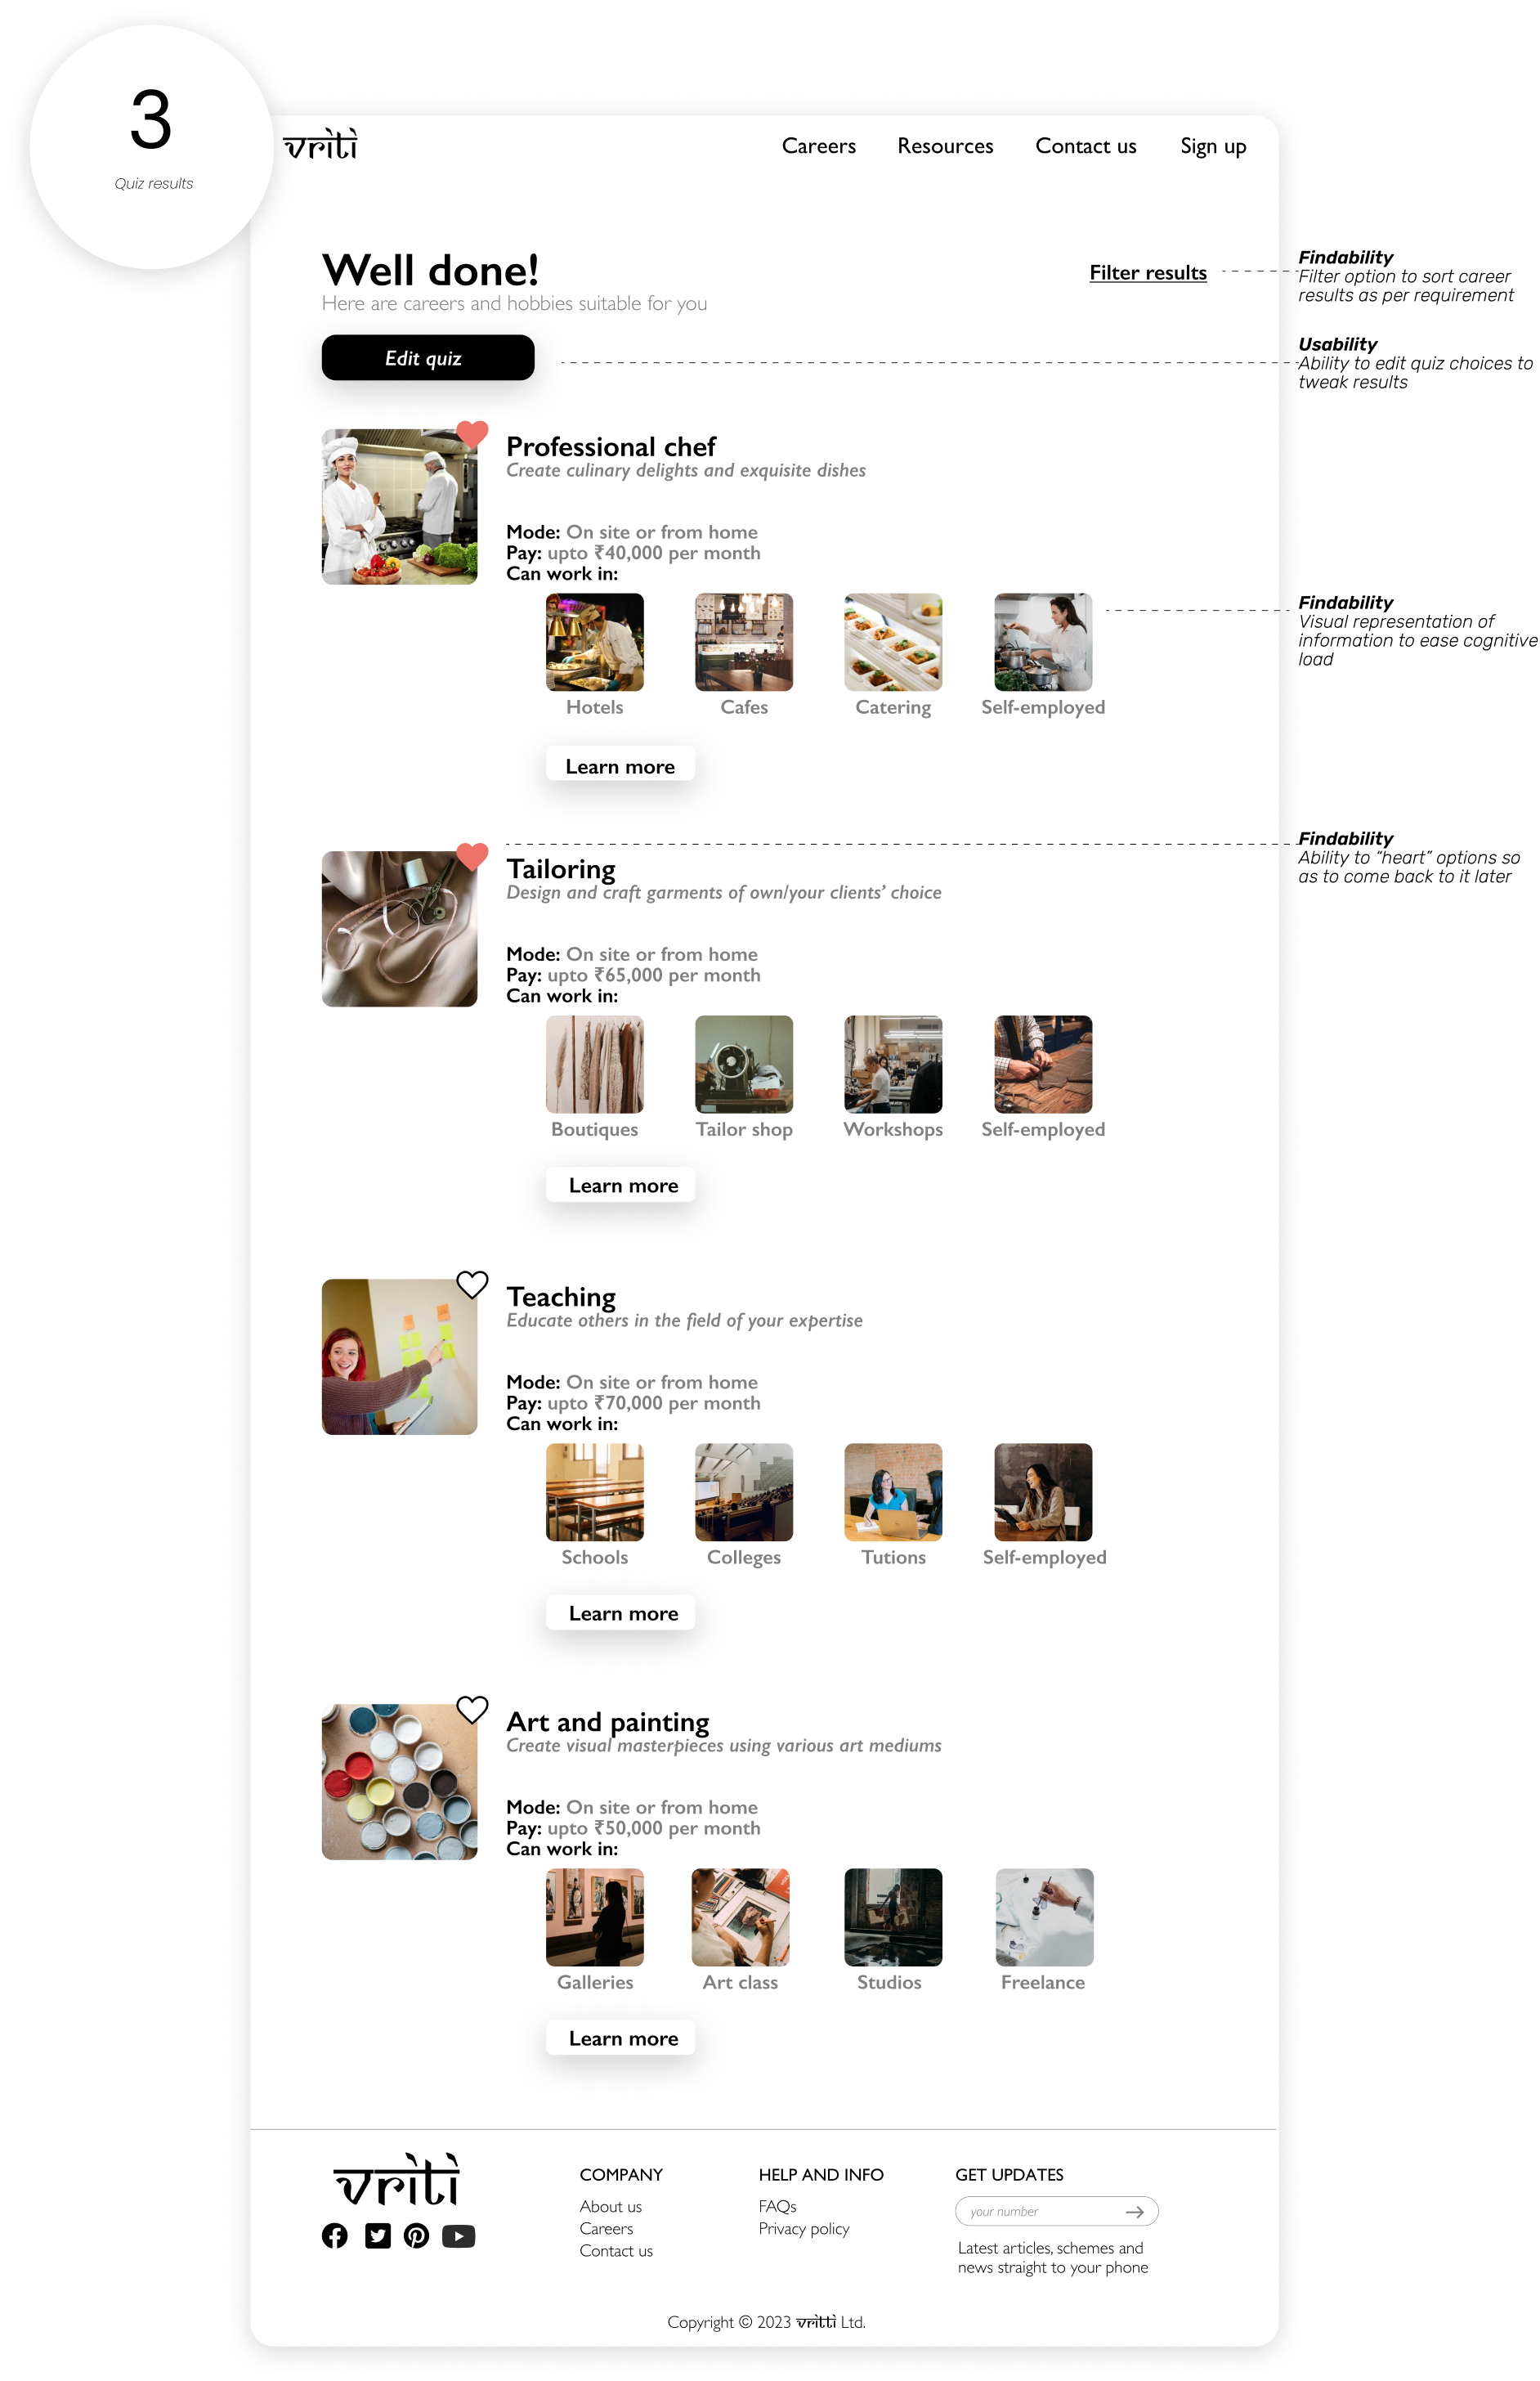 3
Quiz results
vriti
Careers Resources Contact us Sign up
Well done!
Here are careers and hobbies suitable for you
Filter results
Findability
Filter option to sort career
results as per requirement
Edit quiz
Usability
Ability to edit quiz choices to
tweak results
Professional chef
Create culinary delights and exquisite dishes
Mode: On site or from home
Pay: upto ₹40,000 per month
Can work in:
Hotels Cafes Catering Self-employed
Findability
Visual representation of
information to ease cognitive
load
Learn more
Findability
Ability to “heart” options so
as to come back to it later
Tailoring
Design and craft garments of own/your clients’ choice
Mode: On site or from home
Pay: upto ₹65,000 per month
Can work in:
Boutiques Tailor shop Workshops Self-employed
Learn more
Teaching
Educate others in the field of your expertise
Mode: On site or from home
Pay: upto ₹70,000 per month
Can work in:
Schools Colleges Tutions Self-employed
Learn more
Art and painting
Create visual masterpieces using various art mediums
Mode: On site or from home
Pay: upto ₹50,000 per month
Can work in:
Galleries Art class Studios Freelance
Learn more
vriti
COMPANY
About us
Careers
Contact us
HELP AND INFO
FAQs
Privacy policy
GET UPDATES
your number
Latest articles, schemes and
news straight to your phone
Copyright © 2023 vritti Ltd.